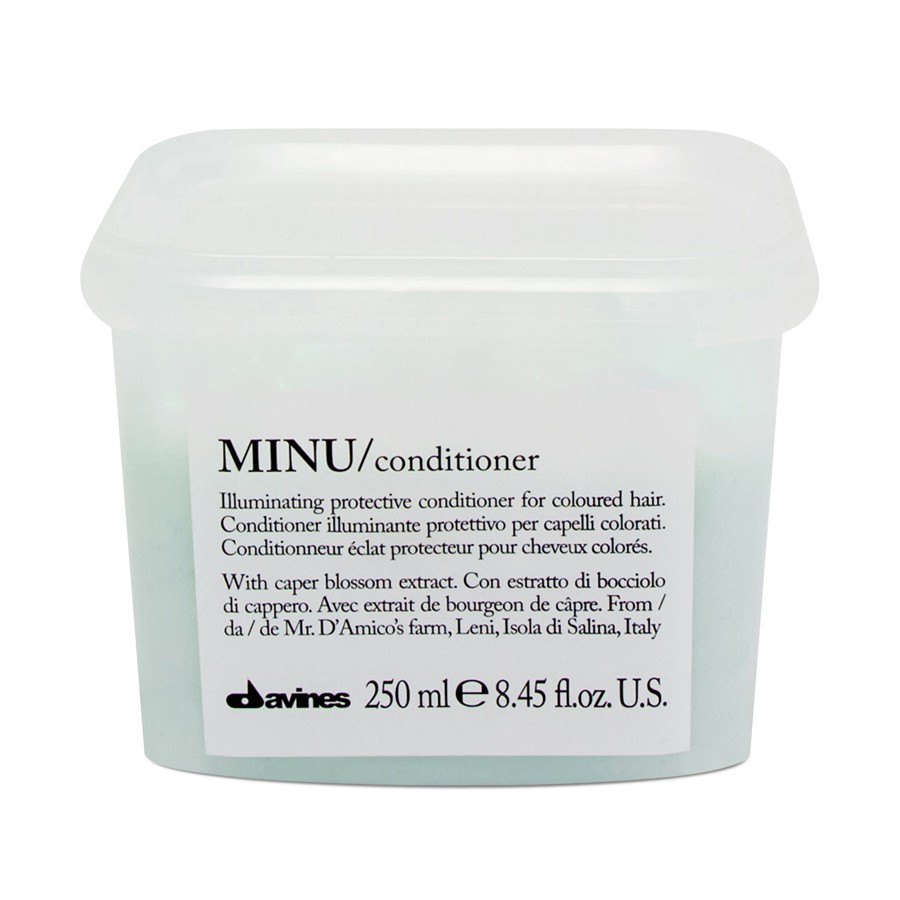 MINU/conditioner
Illuminating protective conditioner for coloured hair.
Conditioner illuminante protettivo per capelli colorati.
Conditionneur éclat protecteur pour cheveux colorés.
With caper blossom extract. Con estratto di bocciolo
di cappero. Avec extrait de bourgeon de câpre. From /
da / de Mr. D'Amico's farm, Leni, Isola di Salina, Italy
davines 250 ml ℮ 8.45 fl.oz. U.S.